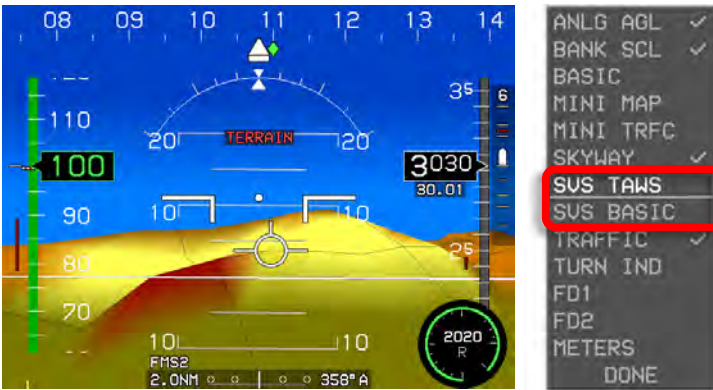 08 09 10 11 12 13 14
110
20 TERRAIN 20
35 6
100
3030
30.01
90
10 10
80
25
70
10 10
2020
R
FMS2
2.0NM 358° A
ANLG AGL ✓
BANK SCL ✓
BASIC
MINI MAP
MINI TRFC
SKYWAY ✓
SVS TAWS
SVS BASIC
TRAFFIC ✓
TURN IND
FD1
FD2
METERS
DONE